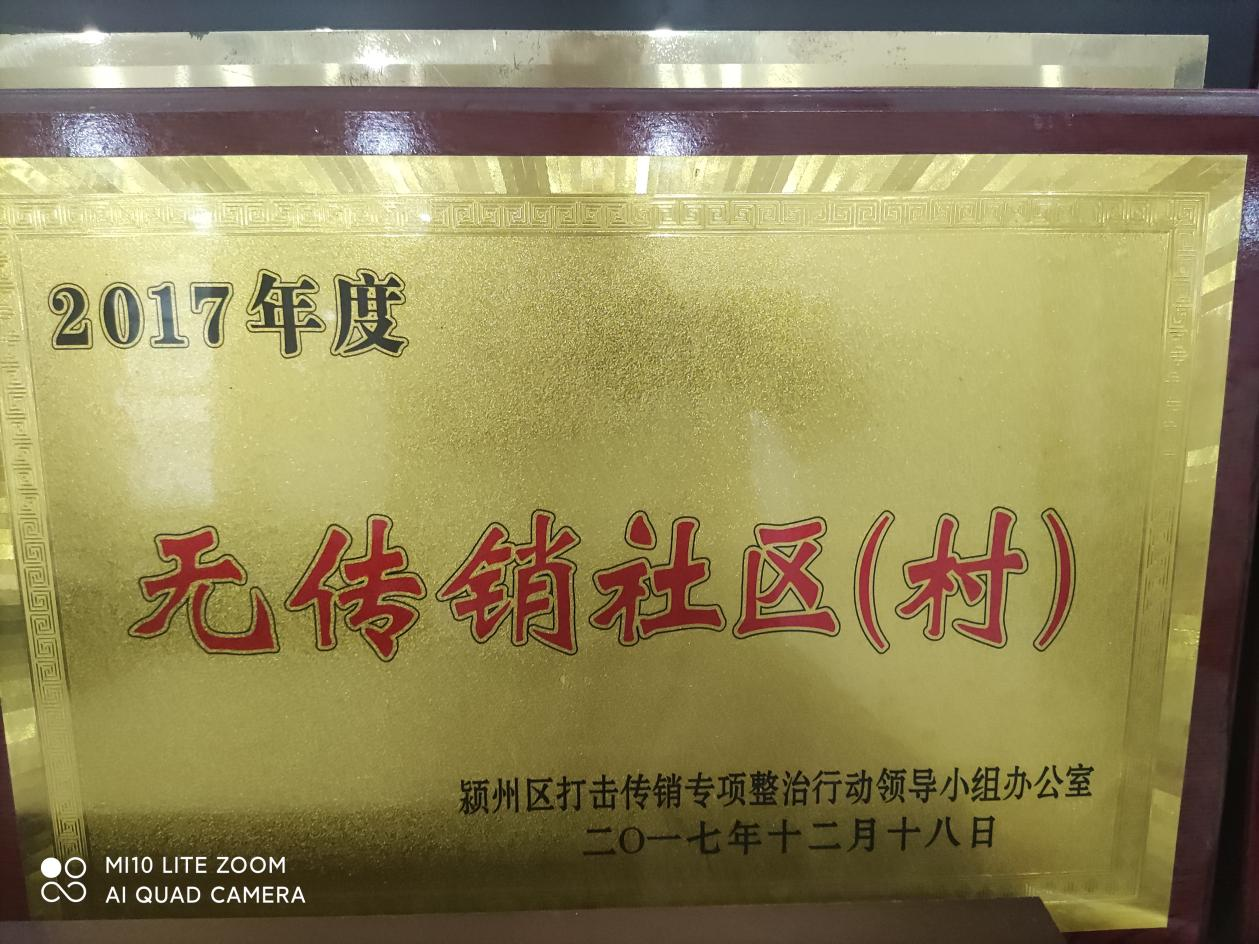 2017年度
无传销社区(村)
颍州区打击传销专项整治行动领导小组办公室
二〇一七年十二月十八日
MI10 LITE ZOOM
AI QUAD CAMERA